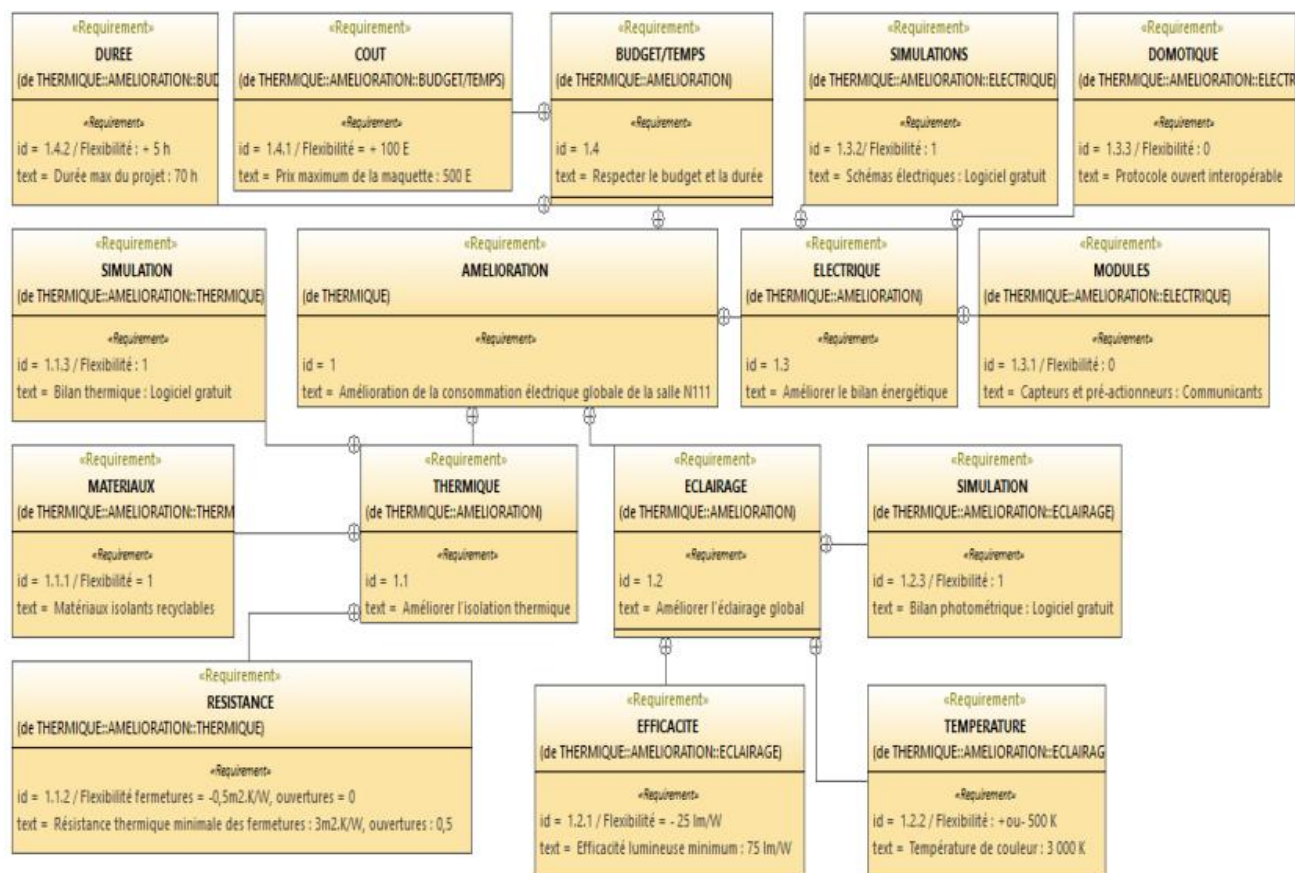 «Requirement»
DUREE
(de THERMIQUE::AMELIORATION::BUD
«Requirement»
id = 1.4.2 / Flexibilité : + 5 h
text = Durée max du projet : 70 h
«Requirement»
COUT
(de THERMIQUE::AMELIORATION::BUDGET/TEMPS)
«Requirement»
id = 1.4.1 / Flexibilité = + 100 E
text = Prix maximum de la maquette : 500 E
«Requirement»
BUDGET/TEMPS
(de THERMIQUE::AMELIORATION)
«Requirement»
id = 1.4
text = Respecter le budget et la durée
«Requirement»
SIMULATIONS
(de THERMIQUE::AMELIORATION::ELECTRIQUE)
«Requirement»
id = 1.3.2/ Flexibilité : 1
text = Schémas électriques : Logiciel gratuit
«Requirement»
DOMOTIQUE
(de THERMIQUE::AMELIORATION::ELECTR
«Requirement»
id = 1.3.3 / Flexibilité : 0
text = Protocole ouvert interopérable
«Requirement»
SIMULATION
(de THERMIQUE::AMELIORATION::THERMIQUE)
«Requirement»
id = 1.1.3 / Flexibilité : 1
text = Bilan thermique : Logiciel gratuit
«Requirement»
AMELIORATION
(de THERMIQUE)
«Requirement»
id = 1
text = Amélioration de la consommation électrique globale de la salle N111
«Requirement»
ELECTRIQUE
(de THERMIQUE::AMELIORATION)
«Requirement»
id = 1.3
text = Améliorer le bilan énergétique
«Requirement»
MODULES
(de THERMIQUE::AMELIORATION::ELECTRIQUE)
«Requirement»
id = 1.3.1 / Flexibilité : 0
text = Capteurs et pré-actionneurs : Communicants
«Requirement»
MATERIAUX
(de THERMIQUE::AMELIORATION::THERM
«Requirement»
id = 1.1.1 / Flexibilité = 1
text = Matériaux isolants recyclables
«Requirement»
THERMIQUE
(de THERMIQUE::AMELIORATION)
«Requirement»
id = 1.1
text = Améliorer l'isolation thermique
«Requirement»
ECLAIRAGE
(de THERMIQUE::AMELIORATION)
«Requirement»
id = 1.2
text = Améliorer l'éclairage global
«Requirement»
SIMULATION
(de THERMIQUE::AMELIORATION::ECLAIRAGE)
«Requirement»
id = 1.2.3 / Flexibilité : 1
text = Bilan photométrique : Logiciel gratuit
«Requirement»
RESISTANCE
(de THERMIQUE::AMELIORATION::THERMIQUE)
«Requirement»
id = 1.1.2 / Flexibilité fermetures = -0,5m2.K/W, ouvertures = 0
text = Résistance thermique minimale des fermetures : 3m2.K/W, ouvertures : 0,5
«Requirement»
EFFICACITE
(de THERMIQUE::AMELIORATION::ECLAIRAGE)
«Requirement»
id = 1.2.1 / Flexibilité = - 25 lm/W
text = Efficacité lumineuse minimum : 75 lm/W
«Requirement»
TEMPERATURE
(de THERMIQUE::AMELIORATION::ECLAIRAG
«Requirement»
id = 1.2.2 / Flexibilité : +ou- 500 K
text = Température de couleur : 3 000 K